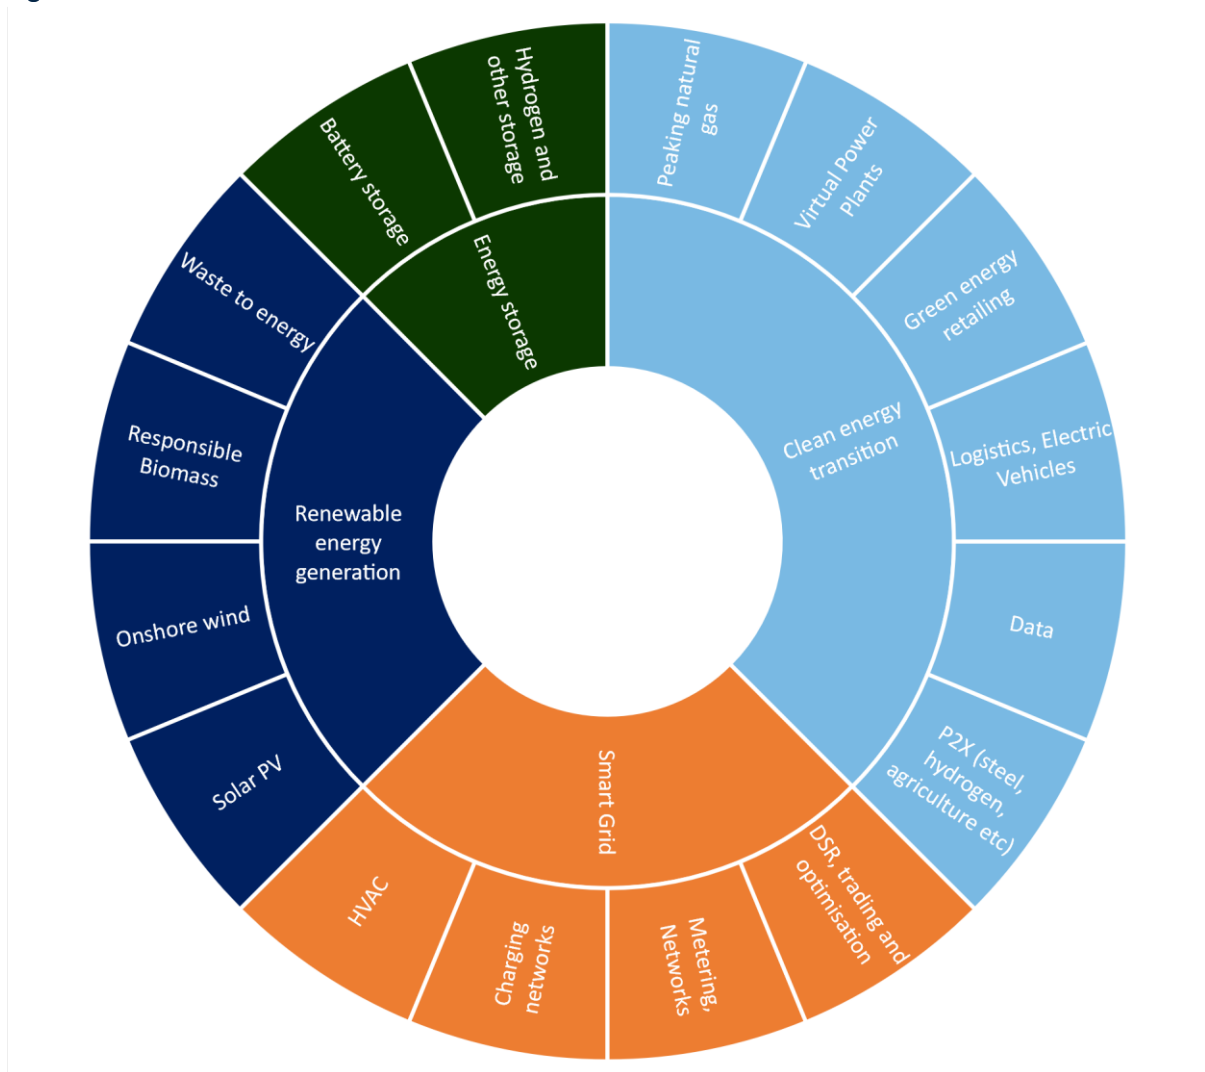 Peaking natural
gas
Virtual Power
Plants
Green energy
retailing
Logistics, Electric
Vehicles
Data
P2X (steel,
hydrogen,
agriculture etc)
DSR, trading and
optimisation
Metering,
Networks
Charging
networks
HVAC
Solar PV
Onshore wind
Responsible
Biomass
Waste to energy
Battery storage
Hydrogen and
other storage
Clean energy
transition
Smart Grid
Renewable
energy
generation
Energy storage